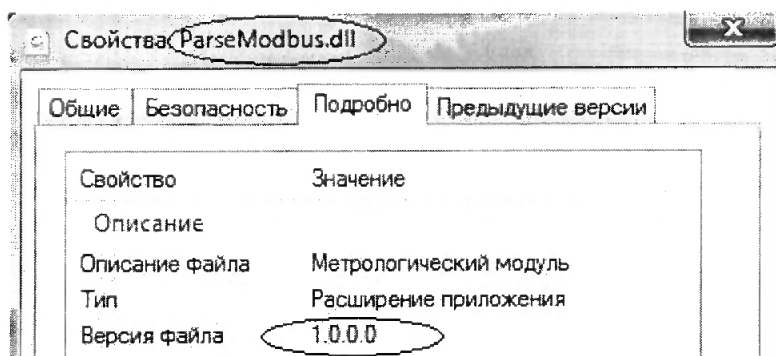 Свойства: ParseModbus.dll
Общие Безопасность Подробно Предыдущие версии
Свойство Значение
Описание
Описание файла Метрологический модуль
Тип Расширение приложения
Версия файла 1.0.0.0